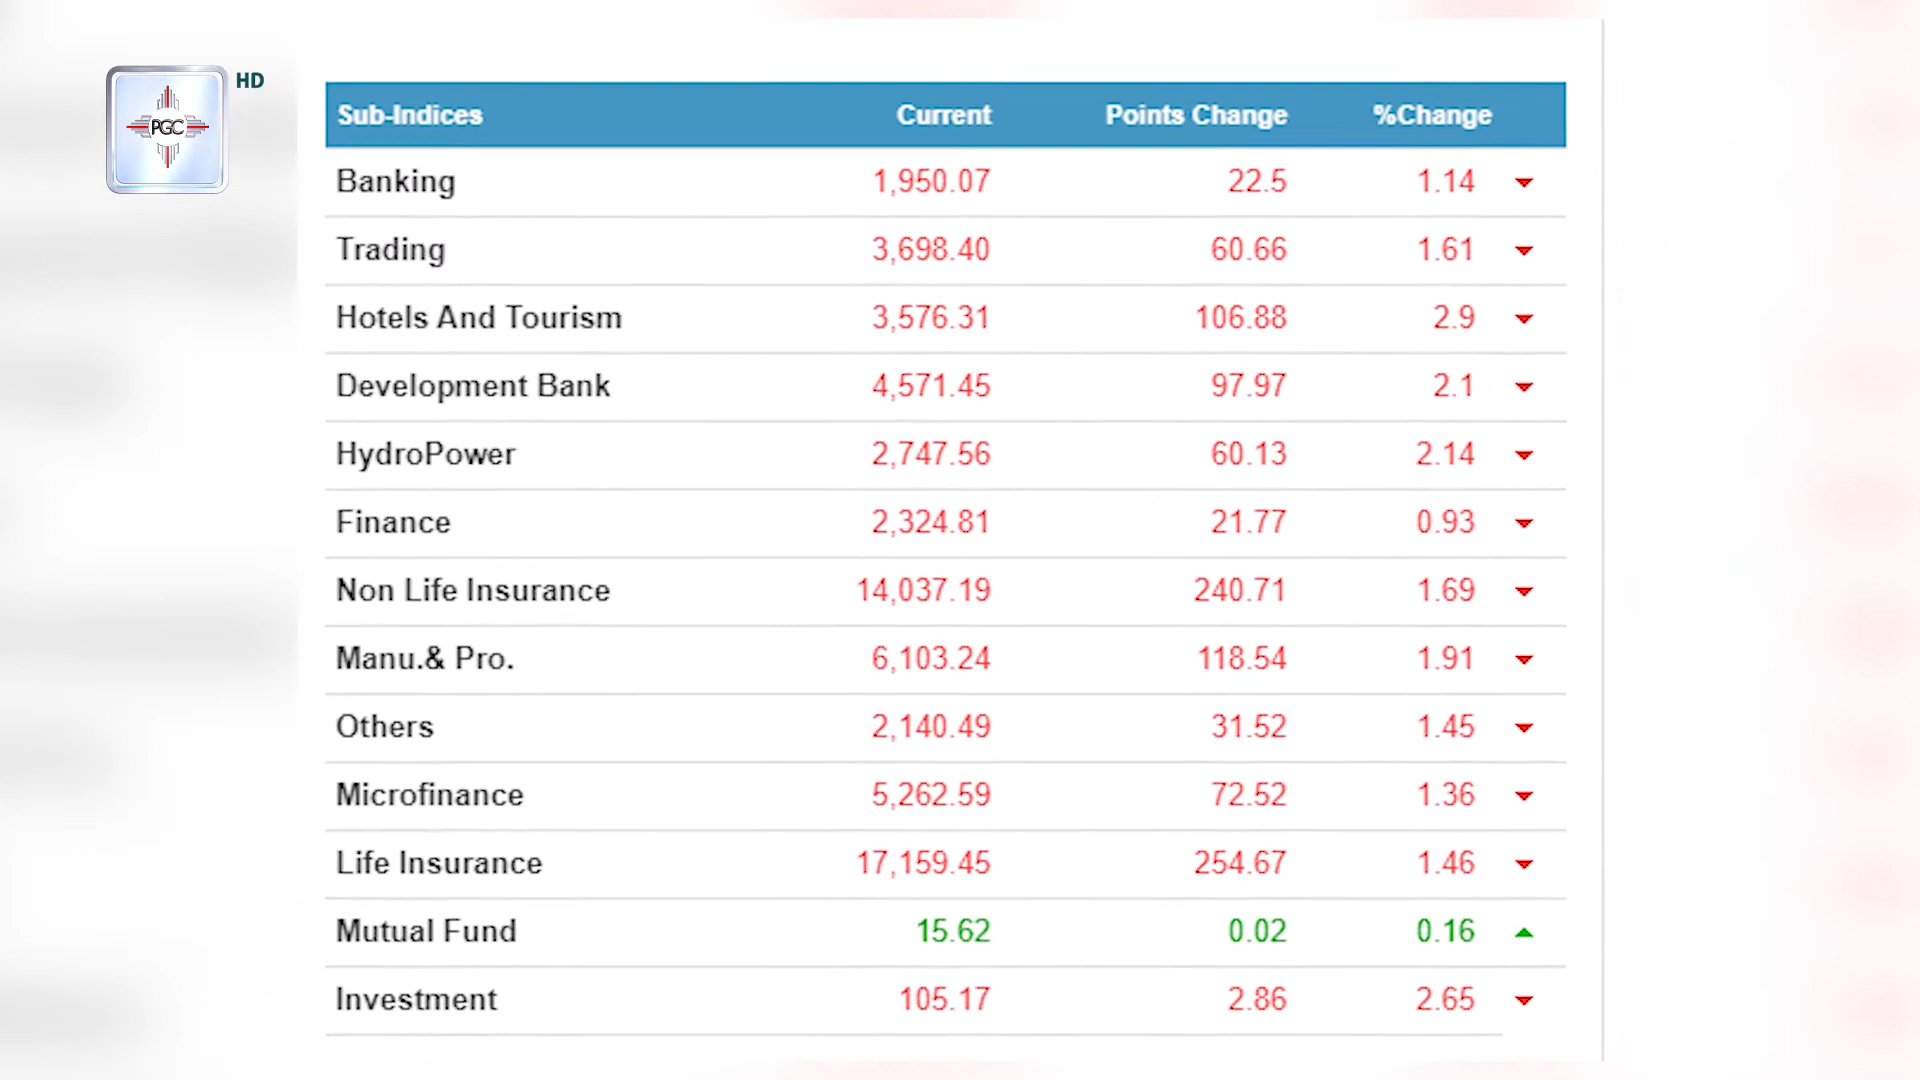 PGC HD
Sub-Indices Current Points Change %Change
Banking 1,950.07 22.5 1.14
Trading 3,698.40 60.66 1.61
Hotels And Tourism 3,576.31 106.88 2.9
Development Bank 4,571.45 97.97 2.1
HydroPower 2,747.56 60.13 2.14
Finance 2,324.81 21.77 0.93
Non Life Insurance 14,037.19 240.71 1.69
Manu.& Pro. 6,103.24 118.54 1.91
Others 2,140.49 31.52 1.45
Microfinance 5,262.59 72.52 1.36
Life Insurance 17,159.45 254.67 1.46
Mutual Fund 15.62 0.02 0.16
Investment 105.17 2.86 2.65